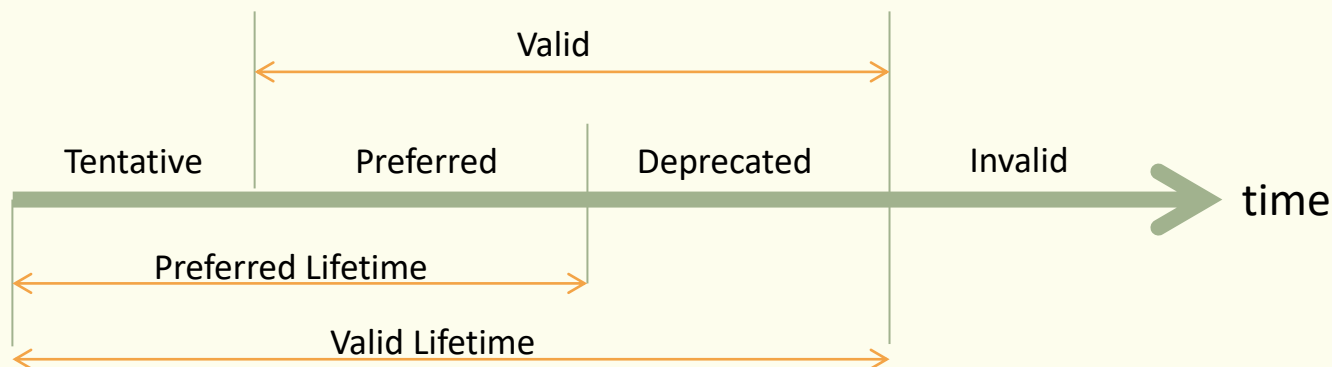 Valid
Tentative Preferred Deprecated Invalid
time
Preferred Lifetime
Valid Lifetime